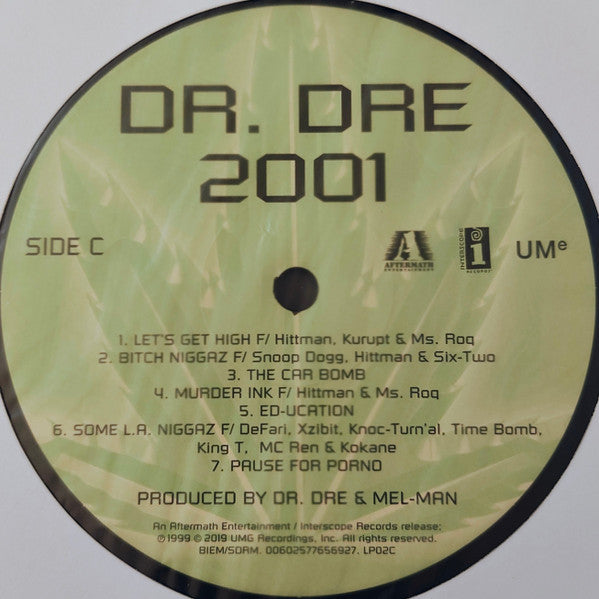 DR. DRE
2001
SIDE C
A
AFTERMATH
ENTERTAINMENT
INTERSCOPE
i
RECORDS
UMe
1. LET'S GET HIGH F/ Hittman, Kurupt & Ms. Roq
2. BITCH NIGGAZ F/ Snoop Dogg, Hittman & Six-Two
3. THE CAR BOMB
4. MURDER INK F/ Hittman & Ms. Roq
5. ED-UCATION
6. SOME L.A. NIGGAZ F/ DeFari, Xzibit, Knoc-Turn'al, Time Bomb,
King T, MC Ren & Kokane
7. PAUSE FOR PORNO
PRODUCED BY DR. DRE & MEL-MAN
An Aftermath Entertainment / Interscope Records release;
℗ 1999 © 2019 UMG Recordings, Inc. All rights reserved.
BIEM/SDRM. 00602577656927. LP02C